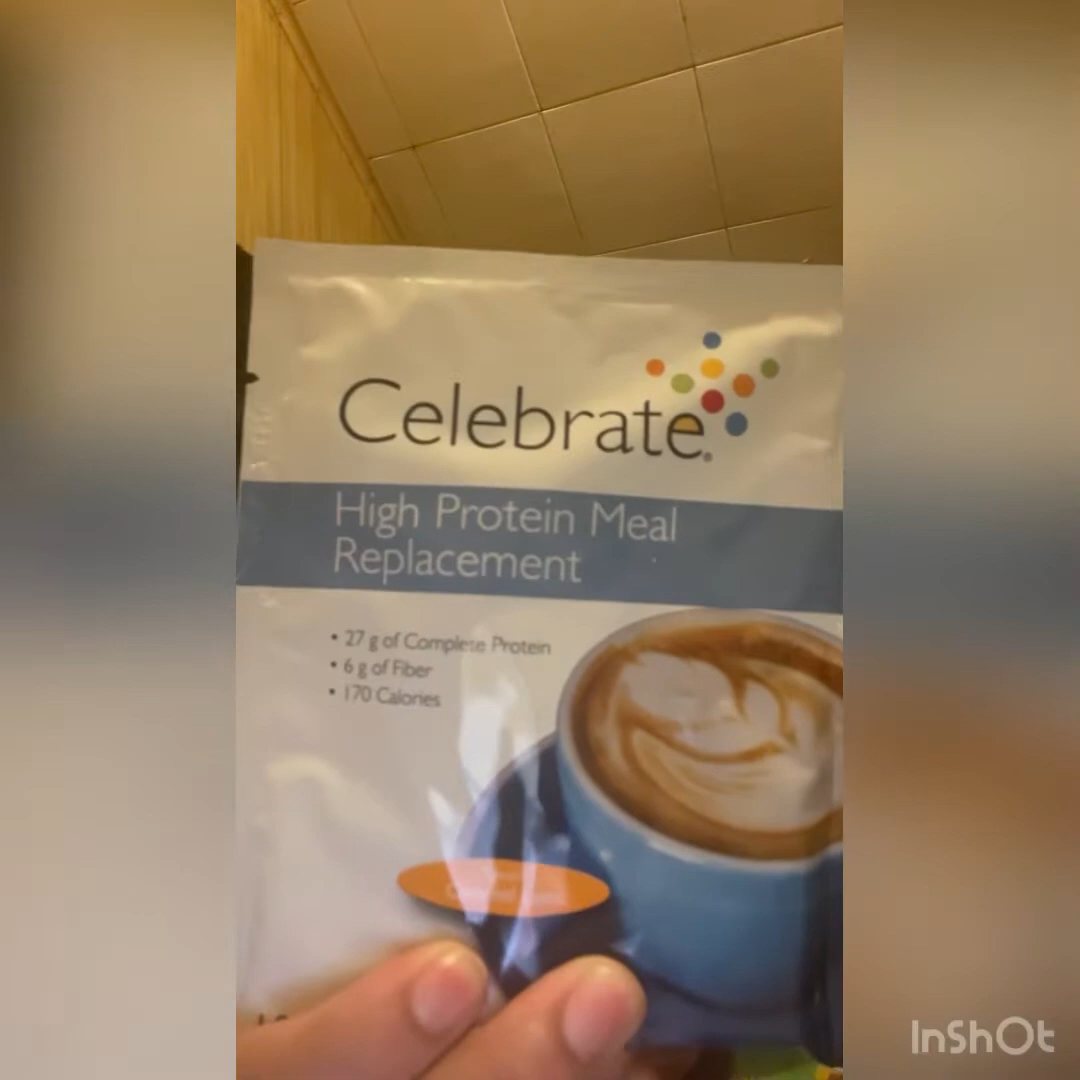 Celebrate®
High Protein Meal
Replacement
• 27 g of Complete Protein
• 6 g of Fiber
• 170 Calories
InShOt